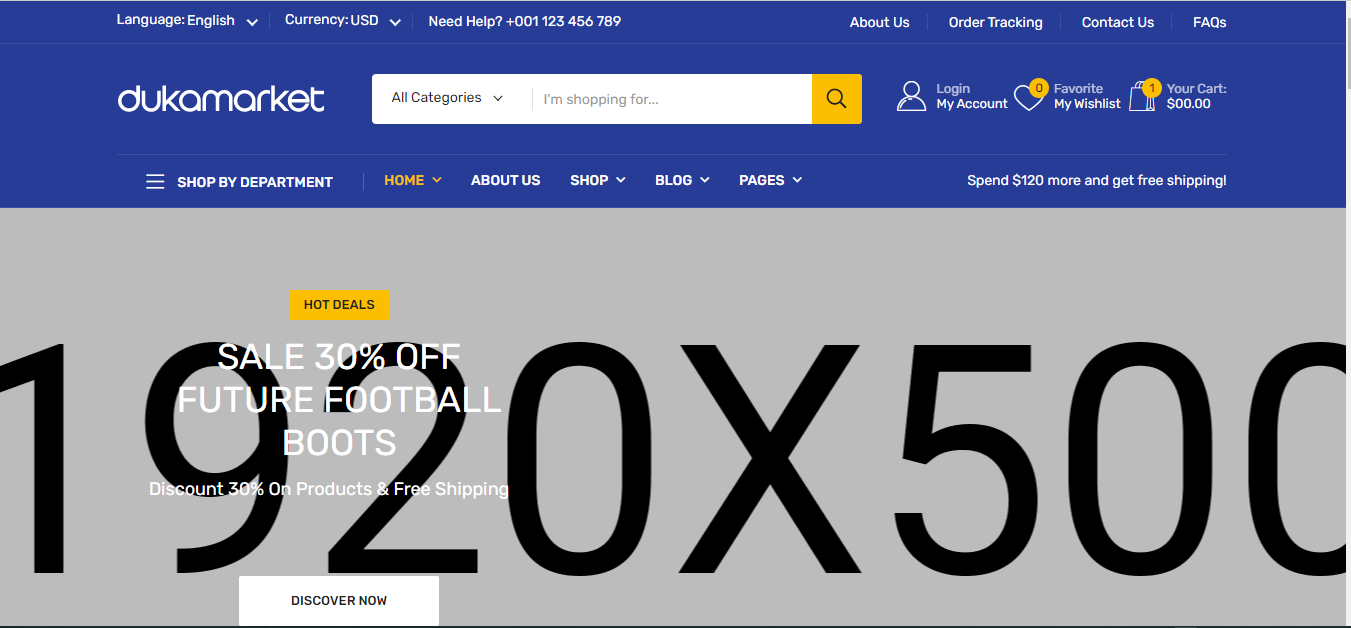 Language: English Currency: USD Need Help? +001 123 456 789 About Us Order Tracking Contact Us FAQs
dukamarket
All Categories I'm shopping for...
Login
My Account
0
Favorite
My Wishlist
1
Your Cart:
$00.00
SHOP BY DEPARTMENT HOME ABOUT US SHOP BLOG PAGES Spend $120 more and get free shipping!
HOT DEALS
SALE 30% OFF
FUTURE FOOTBALL
BOOTS
Discount 30% On Products & Free Shipping
DISCOVER NOW
1920X500